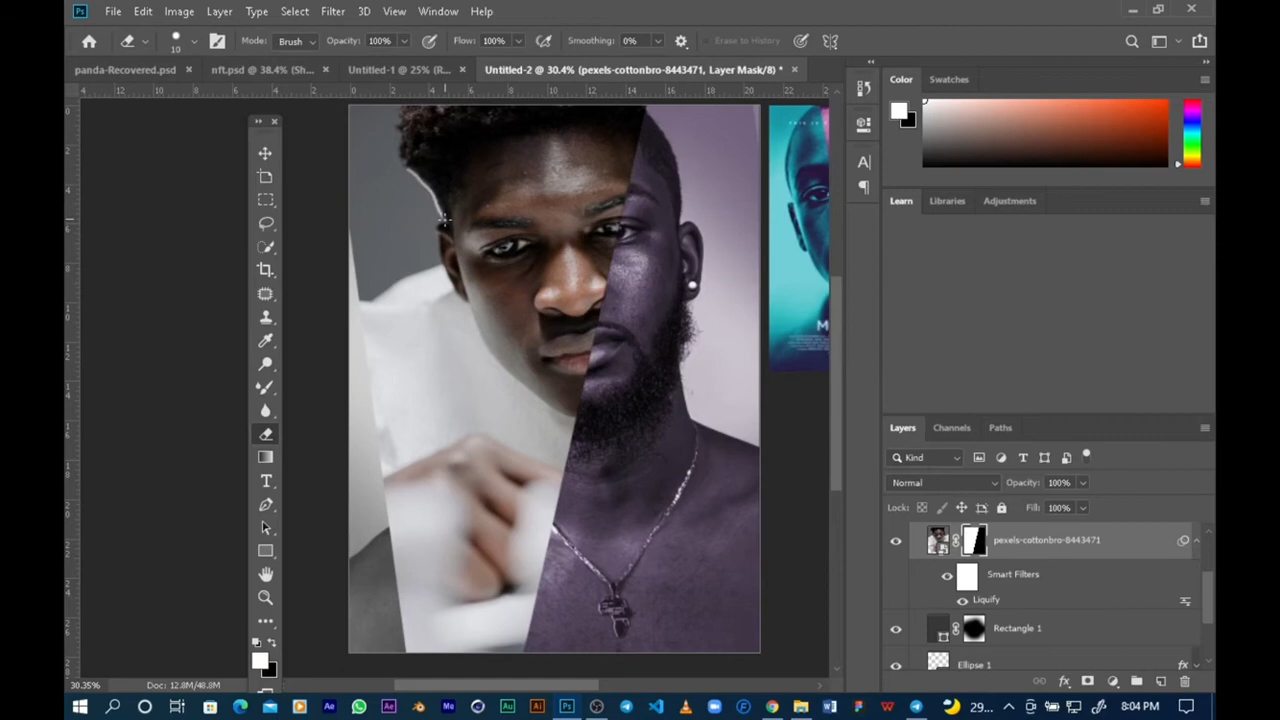 Ps File Edit Image Layer Type Select Filter 3D View Window Help
10 Mode: Brush Opacity: 100% Flow: 100% Smoothing: 0% Erase to History
panda-Recovered.psd × nft.psd @ 38.4% (Sh... × Untitled-1 @ 25% (R... × Untitled-2 @ 30.4% (pexels-cottonbro-8443471, Layer Mask/8) * ×
Color Swatches
Learn Libraries Adjustments
Layers Channels Paths
Kind
Normal Opacity: 100%
Lock: Fill: 100%
pexels-cottonbro-8443471
Smart Filters
Liquify
Rectangle 1
Ellipse 1 fx
30.35% Doc: 12.8M/48.8M
29... 8:04 PM